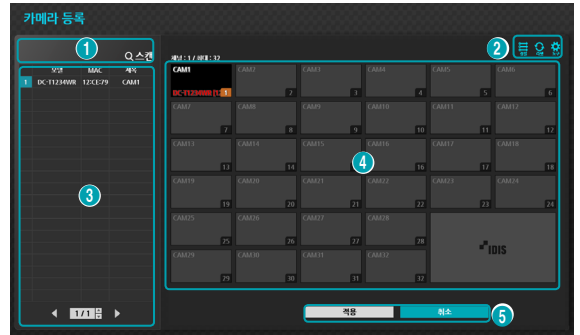 카메라 등록
1
스캔
2
채널 : 1 / 최대 : 32
모델 MAC 제목
1 DC-T1234WR 12:CE:79 CAM1
CAM1 CAM2 CAM3 CAM4 CAM5 CAM6
DC-T1234WR 1 2 3 4 5 6
CAM7 CAM8 CAM9 CAM10 CAM11 CAM12
7 8 9 10 11 12
CAM13 CAM14 CAM15 CAM16 CAM17 CAM18
4
13 14 15 16 17 18
3
CAM19 CAM20 CAM21 CAM22 CAM23 CAM24
19 20 21 22 23 24
CAM25 CAM26 CAM27 CAM28
25 26 27 28
IDIS
CAM29 CAM30 CAM31 CAM32
29 30 31 32
1/1
적용 취소
5